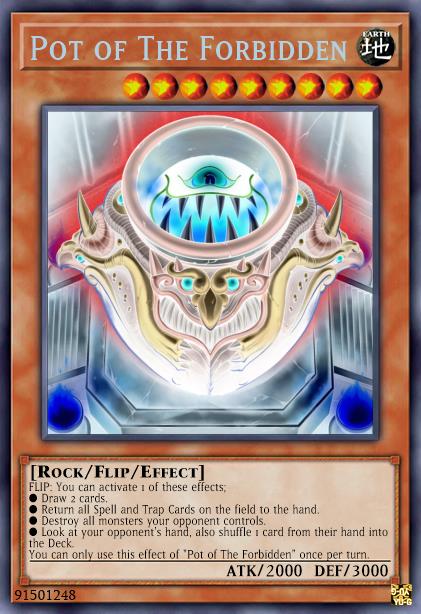 POT OF THE FORBIDDEN
EARTH
地
[ROCK/FLIP/EFFECT]
FLIP: You can activate 1 of these effects;
● Draw 2 cards.
● Return all Spell and Trap Cards on the field to the hand.
● Destroy all monsters your opponent controls.
● Look at your opponent's hand, also shuffle 1 card from their hand into
the Deck.
You can only use this effect of "Pot of The Forbidden" once per turn.
ATK/2000 DEF/3000
91501248